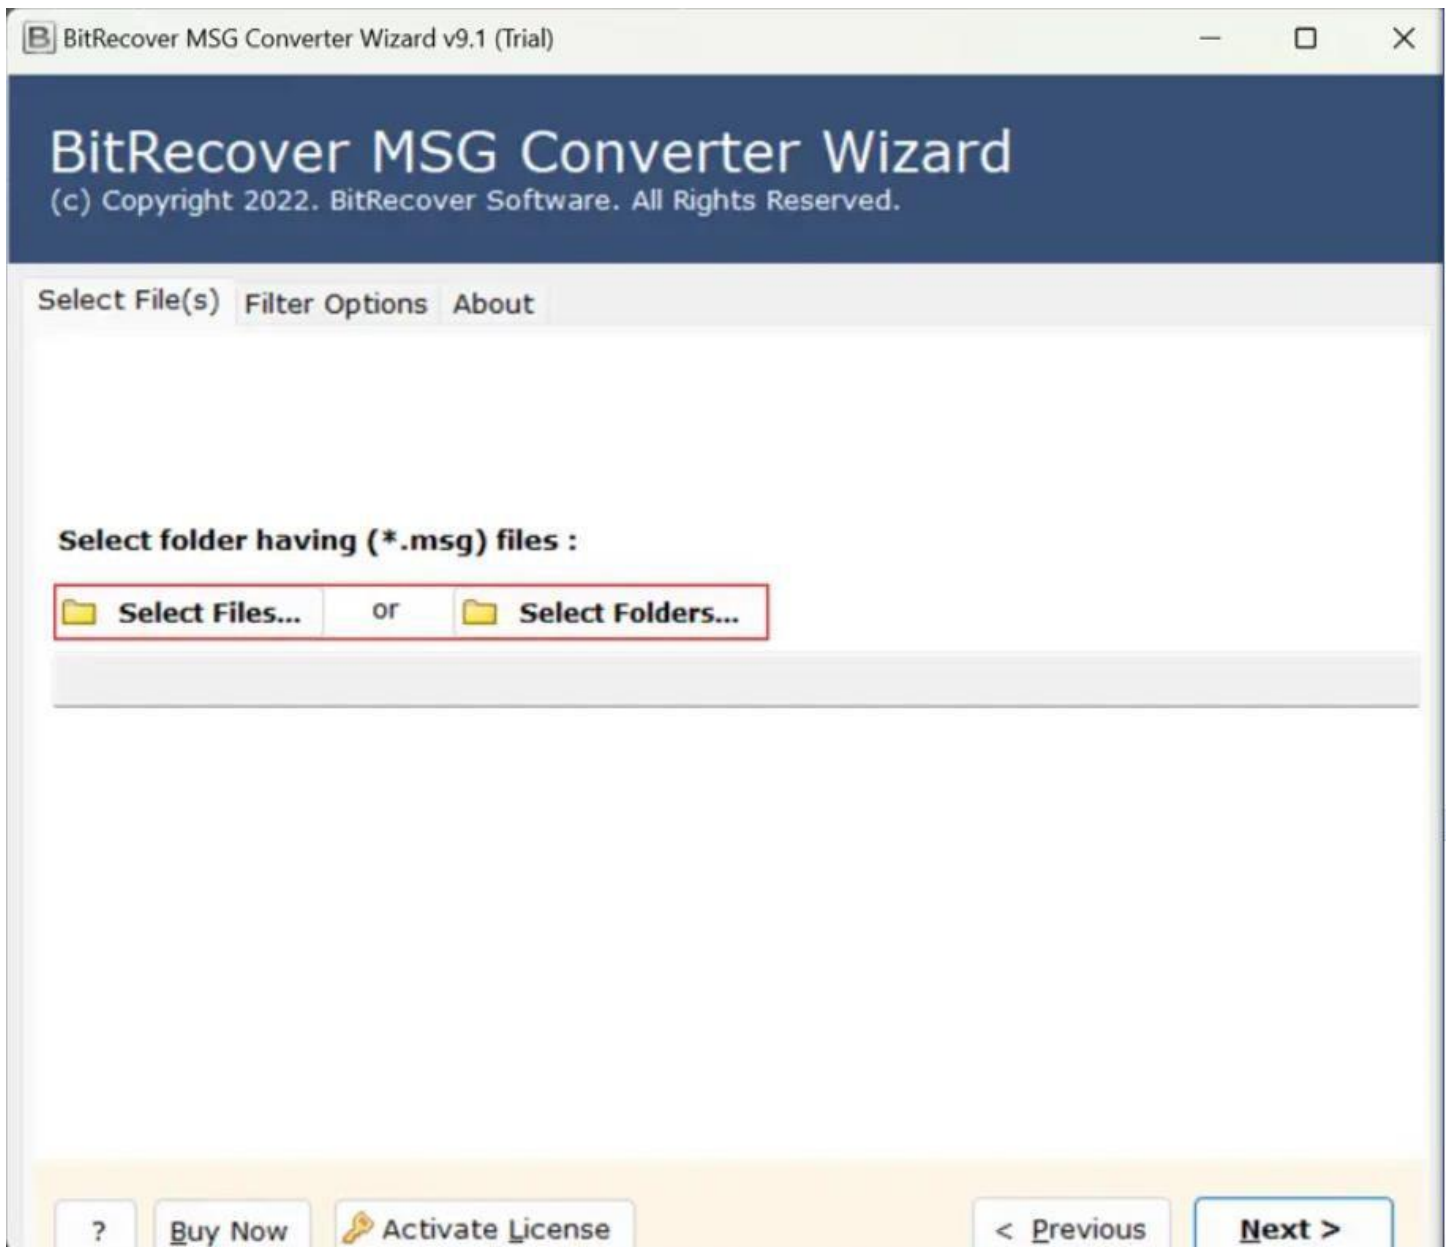 BitRecover MSG Converter Wizard v9.1 (Trial)
BitRecover MSG Converter Wizard
(c) Copyright 2022. BitRecover Software. All Rights Reserved.
Select File(s) Filter Options About
Select folder having (*.msg) files :
Select Files... or Select Folders...
? Buy Now Activate License < Previous Next >